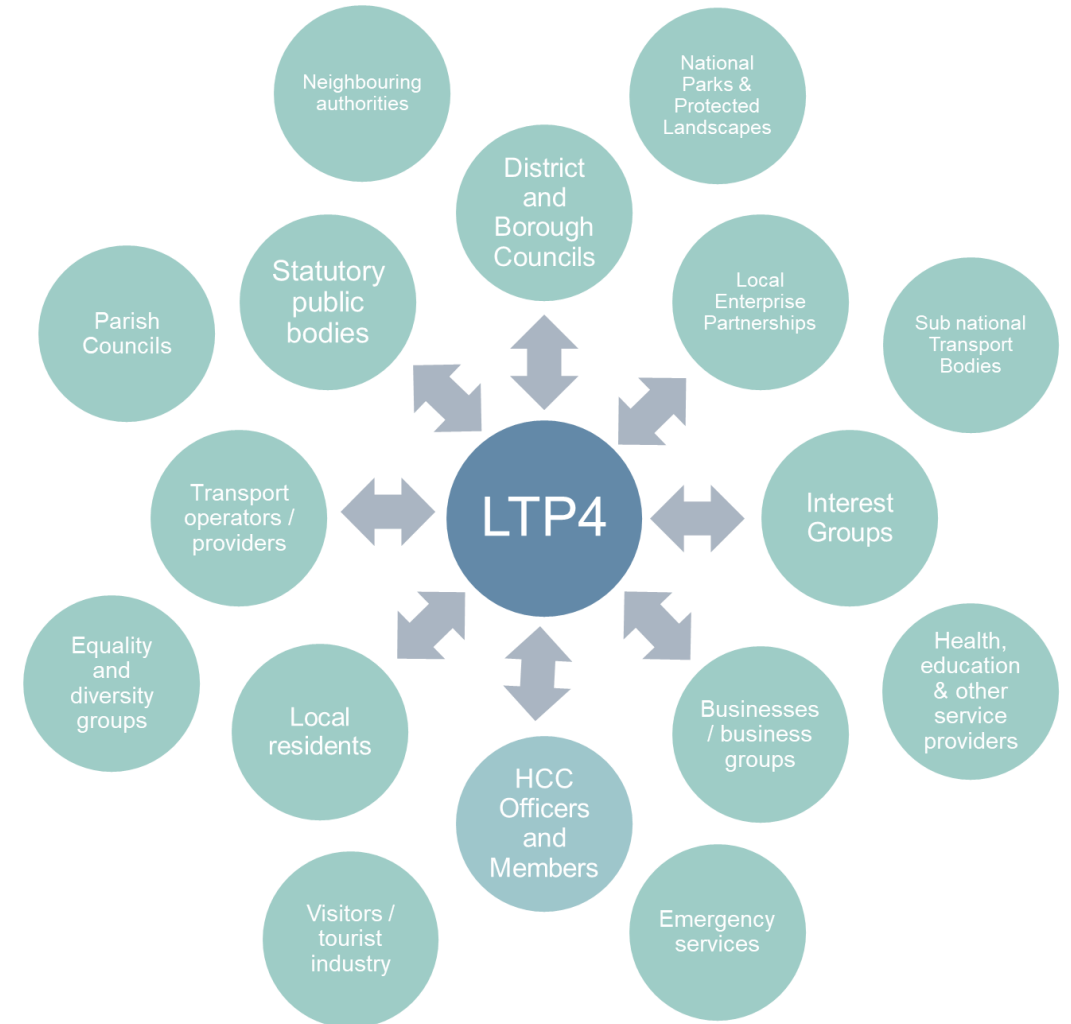 Neighbouring
authorities
National
Parks &
Protected
Landscapes
District
and
Borough
Councils
Statutory
public
bodies
Local
Enterprise
Partnerships
Parish
Councils
Sub national
Transport
Bodies
Transport
operators /
providers
LTP4
Interest
Groups
Equality
and
diversity
groups
Local
residents
Businesses
/ business
groups
Health,
education
& other
service
providers
HCC
Officers
and
Members
Visitors /
tourist
industry
Emergency
services